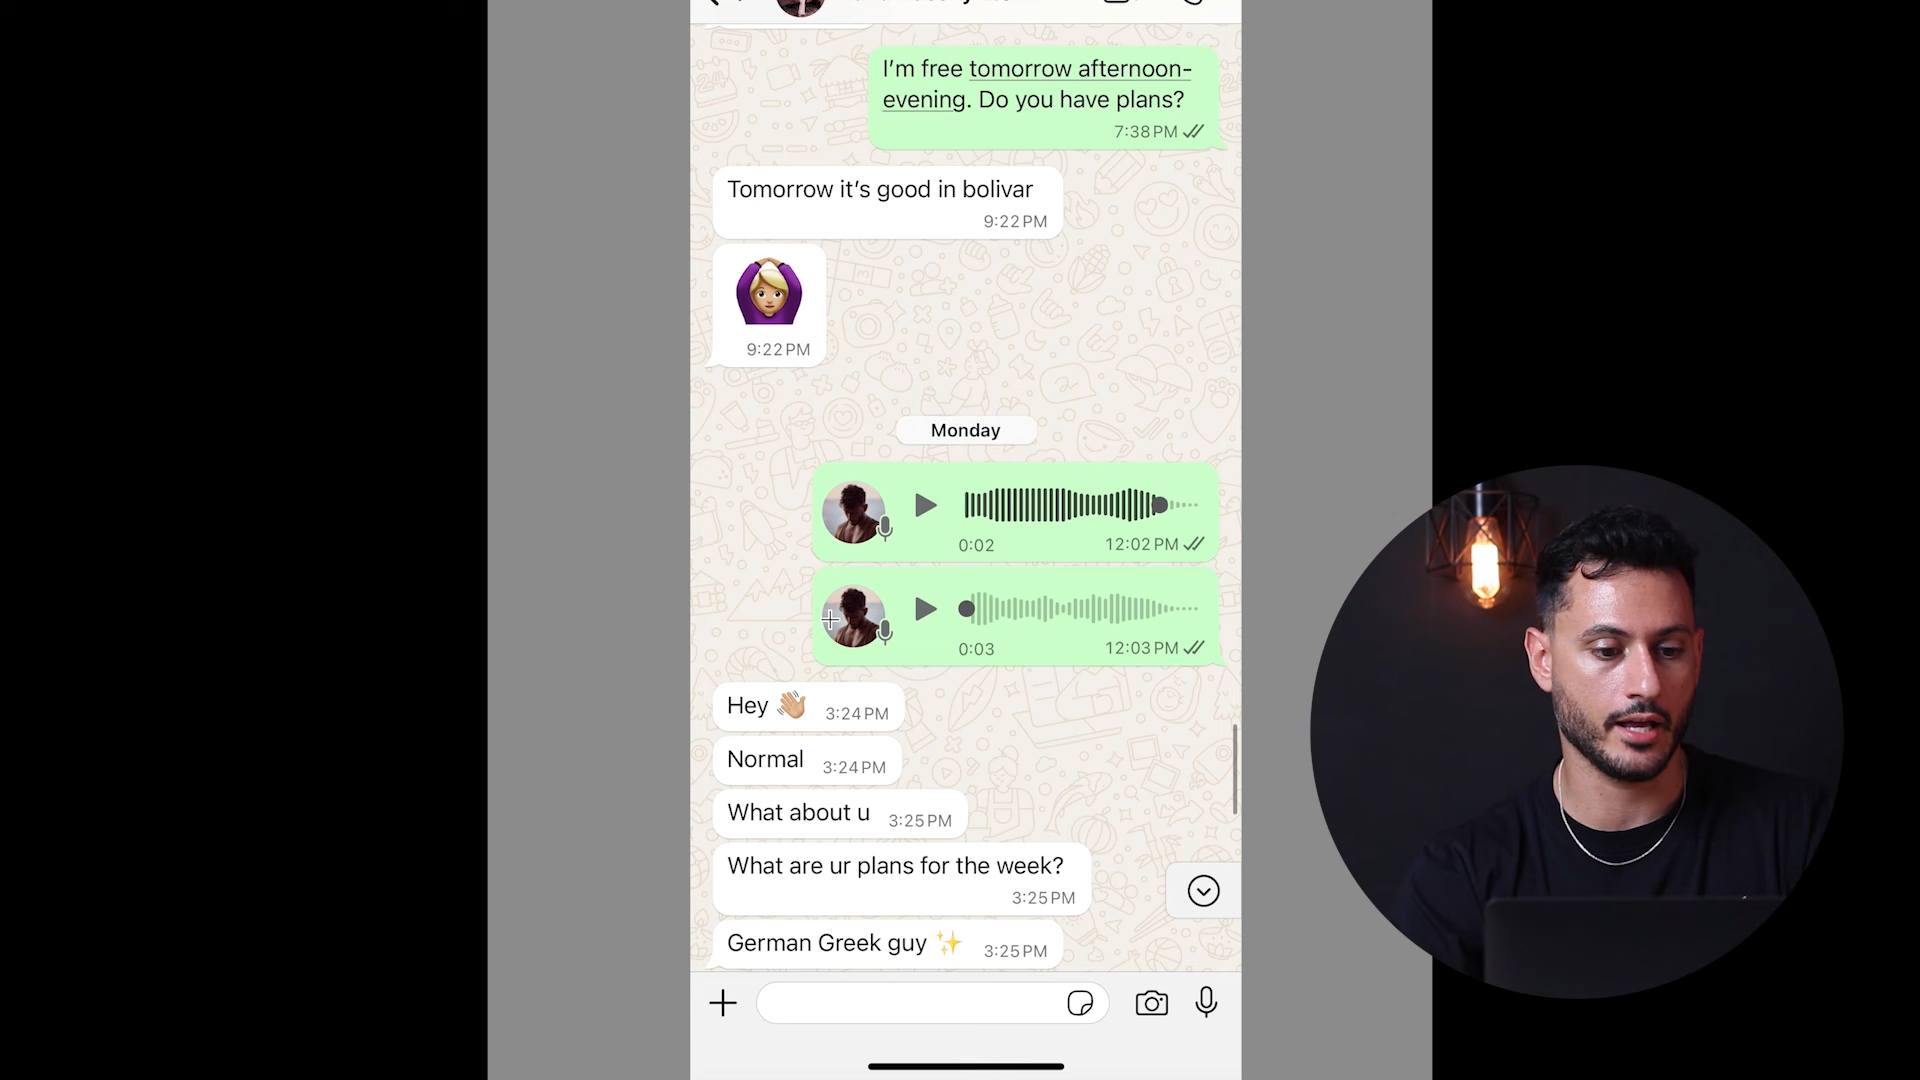 I'm free tomorrow afternoon-
evening. Do you have plans?
7:38 PM
Tomorrow it's good in bolivar
9:22 PM
9:22 PM
Monday
0:02
12:02 PM
0:03
12:03 PM
Hey 👋🏼 3:24 PM
Normal 3:24 PM
What about u 3:25 PM
What are ur plans for the week?
3:25 PM
German Greek guy ✨ 3:25 PM